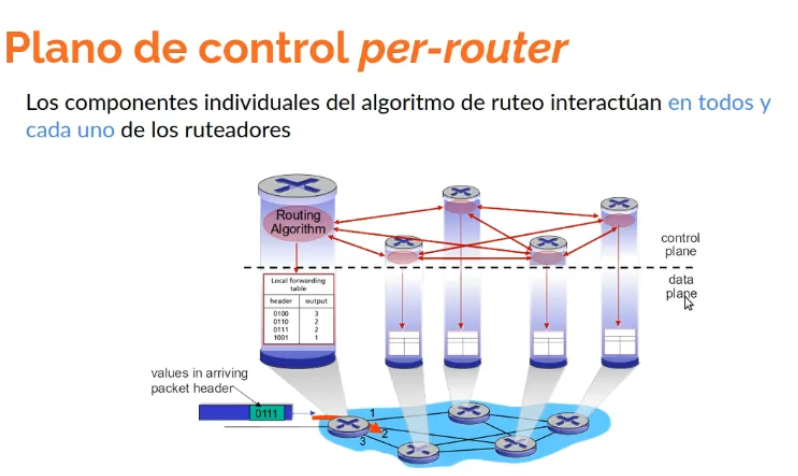 Plano de control per-router
Los componentes individuales del algoritmo de ruteo interactúan en todos y
cada uno de los ruteadores
Routing
Algorithm
control
plane
data
plane
Local forwarding
table
header output
0100 3
0110 2
0111 2
1001 1
values in arriving
packet header
0111
1
2
3